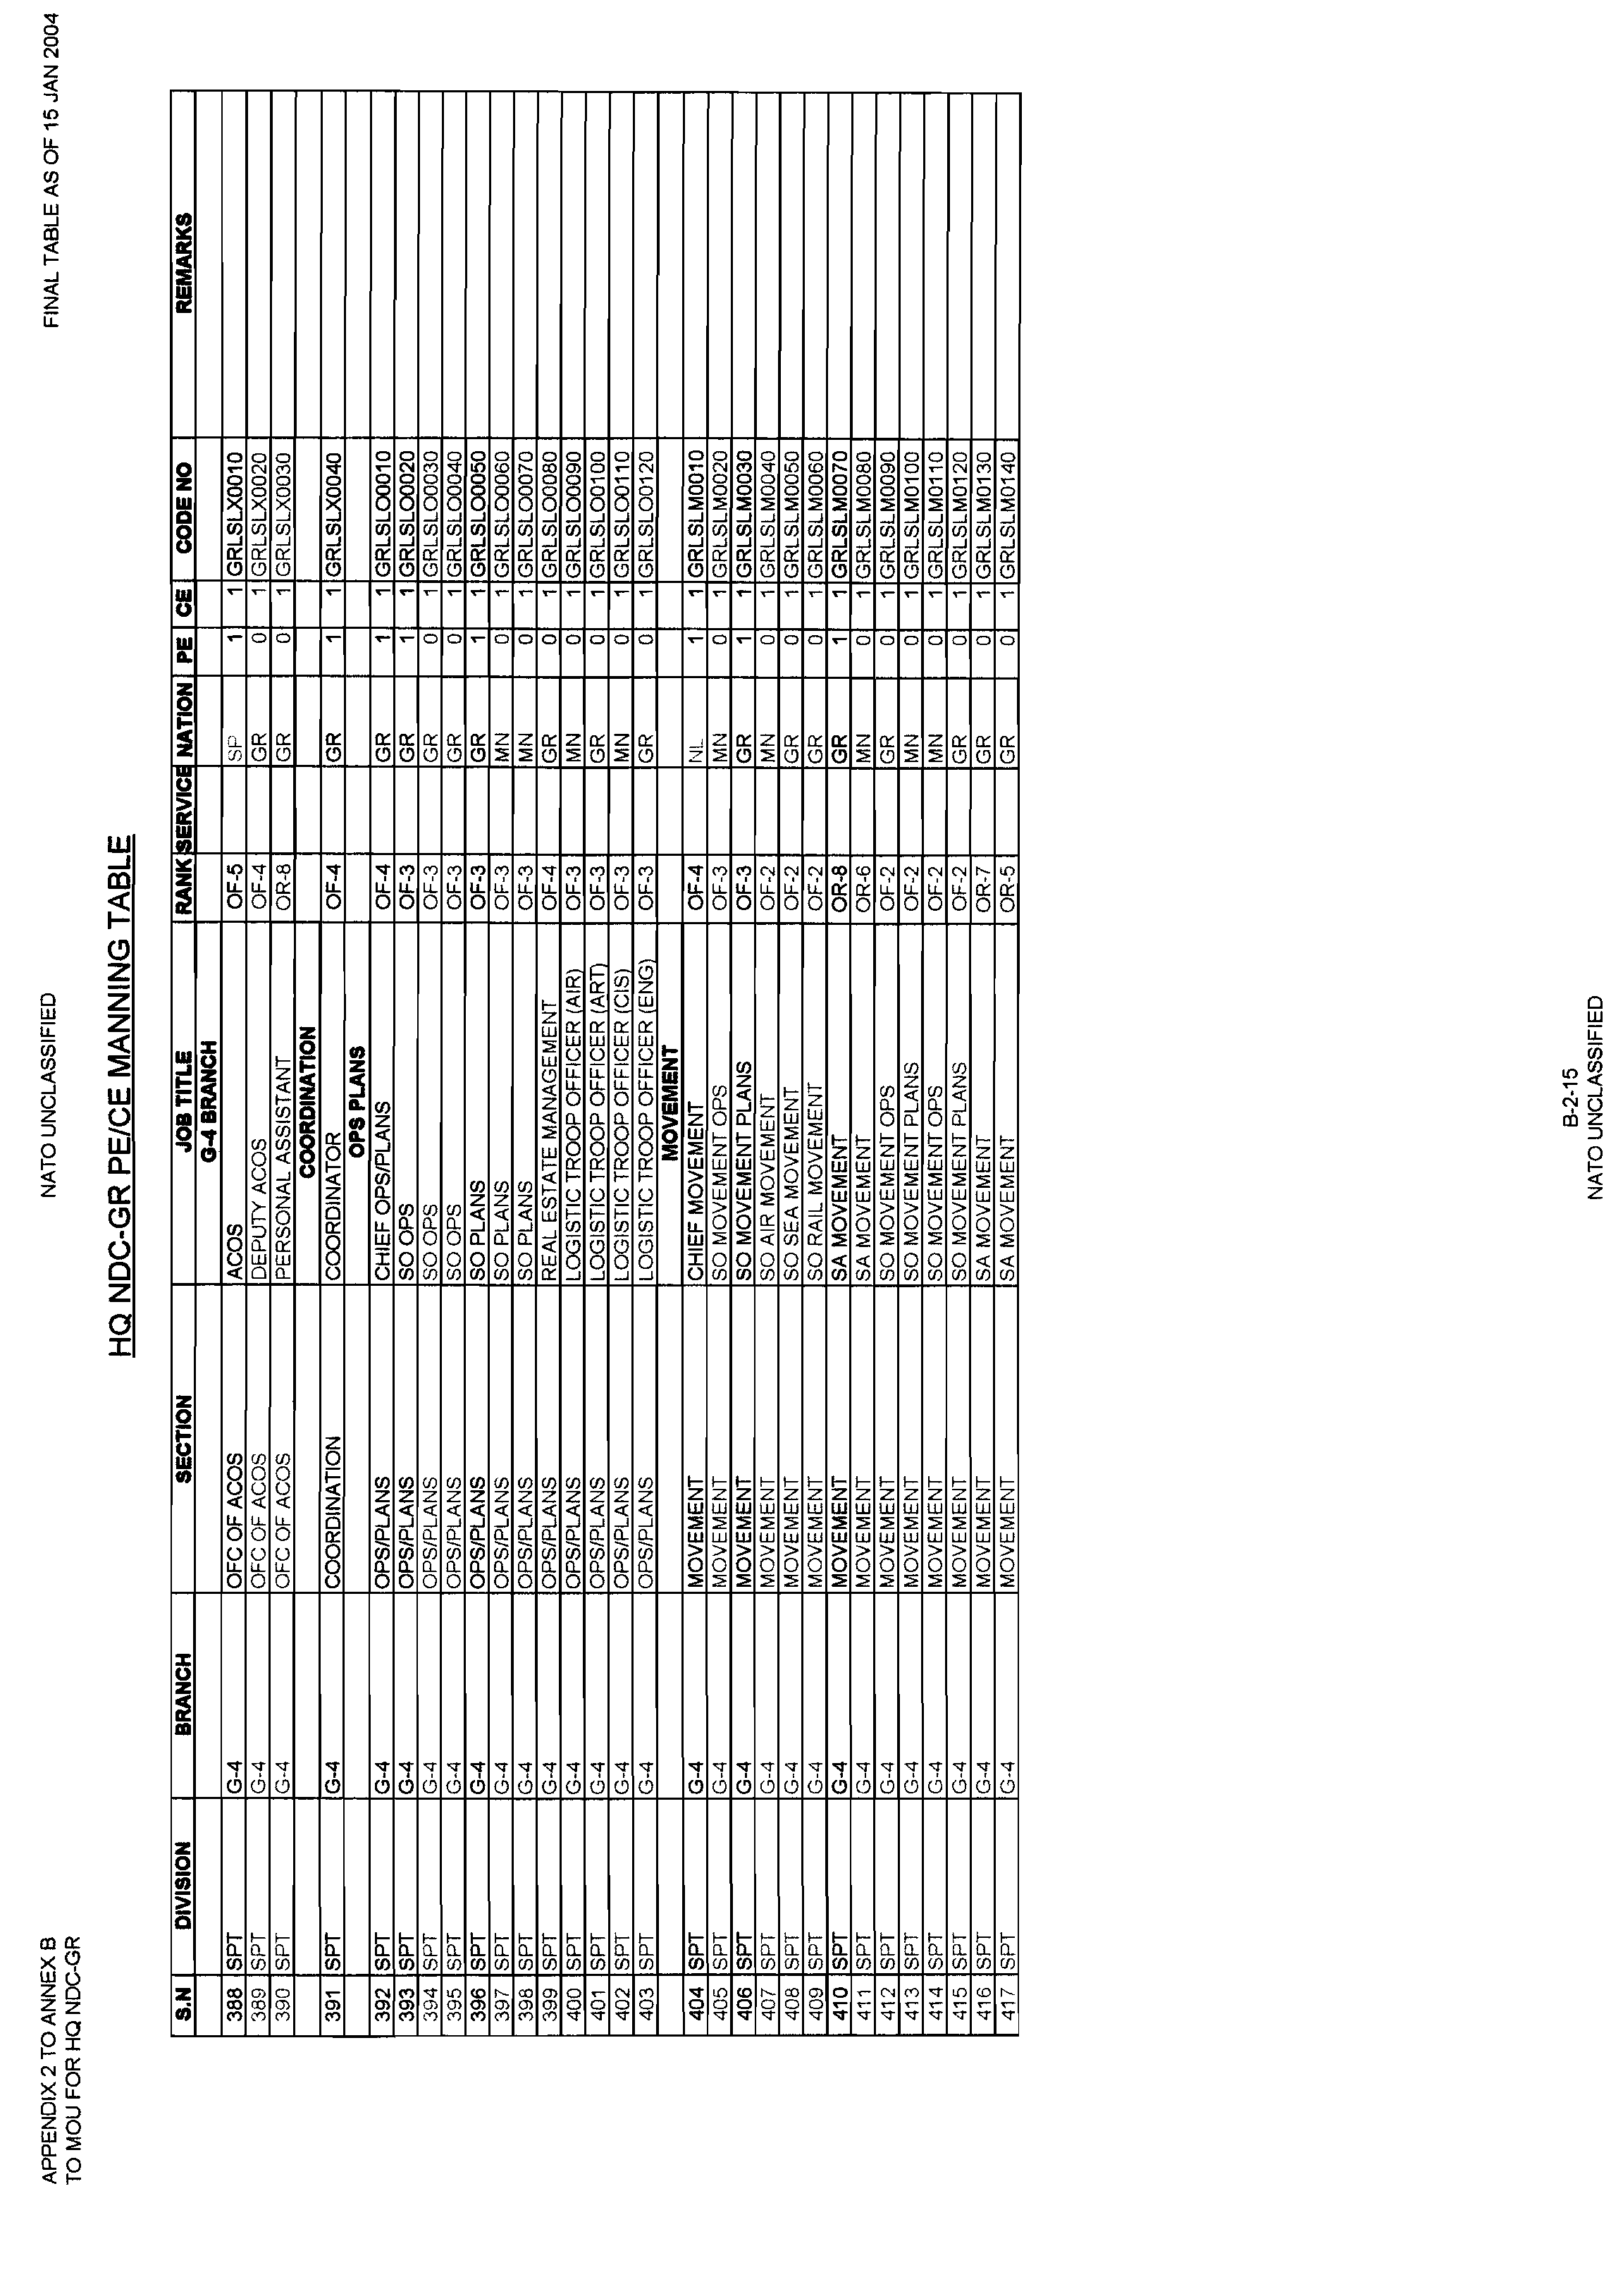 APPENDIX 2 TO ANNEX B NATO UNCLASSIFIED FINAL TABLE AS OF 15 JAN 2004
TO MOU FOR HQ NDC-GR
HQ NDC-GR PE/CE MANNING TABLE
S.N DIVISION BRANCH SECTION JOB TITLE RANK SERVICE NATION PE CE CODE NO REMARKS
G-4 BRANCH
388 SPT G-4 OFC OF ACOS ACOS OF-5 SP 1 1 GRLSLX0010
389 SPT G-4 OFC OF ACOS DEPUTY ACOS OF-4 GR 0 1 GRLSLX0020
390 SPT G-4 OFC OF ACOS PERSONAL ASSISTANT OR-8 GR 0 1 GRLSLX0030
COORDINATION
391 SPT G-4 COORDINATION COORDINATOR OF-4 GR 1 1 GRLSLX0040
OPS PLANS
392 SPT G-4 OPS/PLANS CHIEF OPS/PLANS OF-4 GR 1 1 GRLSLO0010
393 SPT G-4 OPS/PLANS SO OPS OF-3 GR 1 1 GRLSLO0020
394 SPT G-4 OPS/PLANS SO OPS OF-3 GR 0 1 GRLSLO0030
395 SPT G-4 OPS/PLANS SO OPS OF-3 GR 0 1 GRLSLO0040
396 SPT G-4 OPS/PLANS SO PLANS OF-3 GR 1 1 GRLSLO0050
397 SPT G-4 OPS/PLANS SO PLANS OF-3 MN 0 1 GRLSLO0060
398 SPT G-4 OPS/PLANS SO PLANS OF-3 MN 0 1 GRLSLO0070
399 SPT G-4 OPS/PLANS REAL ESTATE MANAGEMENT OF-4 GR 0 1 GRLSLO0080
400 SPT G-4 OPS/PLANS LOGISTIC TROOP OFFICER (AIR) OF-3 MN 0 1 GRLSLO0090
401 SPT G-4 OPS/PLANS LOGISTIC TROOP OFFICER (ART) OF-3 GR 0 1 GRLSLO0100
402 SPT G-4 OPS/PLANS LOGISTIC TROOP OFFICER (CIS) OF-3 MN 0 1 GRLSLO0110
403 SPT G-4 OPS/PLANS LOGISTIC TROOP OFFICER (ENG) OF-3 GR 0 1 GRLSLO0120
MOVEMENT
404 SPT G-4 MOVEMENT CHIEF MOVEMENT OF-4 NL 1 1 GRLSLM0010
405 SPT G-4 MOVEMENT SO MOVEMENT OPS OF-3 MN 0 1 GRLSLM0020
406 SPT G-4 MOVEMENT SO MOVEMENT PLANS OF-3 GR 1 1 GRLSLM0030
407 SPT G-4 MOVEMENT SO AIR MOVEMENT OF-2 MN 0 1 GRLSLM0040
408 SPT G-4 MOVEMENT SO SEA MOVEMENT OF-2 GR 0 1 GRLSLM0050
409 SPT G-4 MOVEMENT SO RAIL MOVEMENT OF-2 GR 0 1 GRLSLM0060
410 SPT G-4 MOVEMENT SA MOVEMENT OR-8 GR 1 1 GRLSLM0070
411 SPT G-4 MOVEMENT SA MOVEMENT OR-6 MN 0 1 GRLSLM0080
412 SPT G-4 MOVEMENT SO MOVEMENT OPS OF-2 GR 0 1 GRLSLM0090
413 SPT G-4 MOVEMENT SO MOVEMENT PLANS OF-2 MN 0 1 GRLSLM0100
414 SPT G-4 MOVEMENT SO MOVEMENT OPS OF-2 MN 0 1 GRLSLM0110
415 SPT G-4 MOVEMENT SO MOVEMENT PLANS OF-2 GR 0 1 GRLSLM0120
416 SPT G-4 MOVEMENT SA MOVEMENT OR-7 GR 0 1 GRLSLM0130
417 SPT G-4 MOVEMENT SA MOVEMENT OR-5 GR 0 1 GRLSLM0140
B-2-15
NATO UNCLASSIFIED